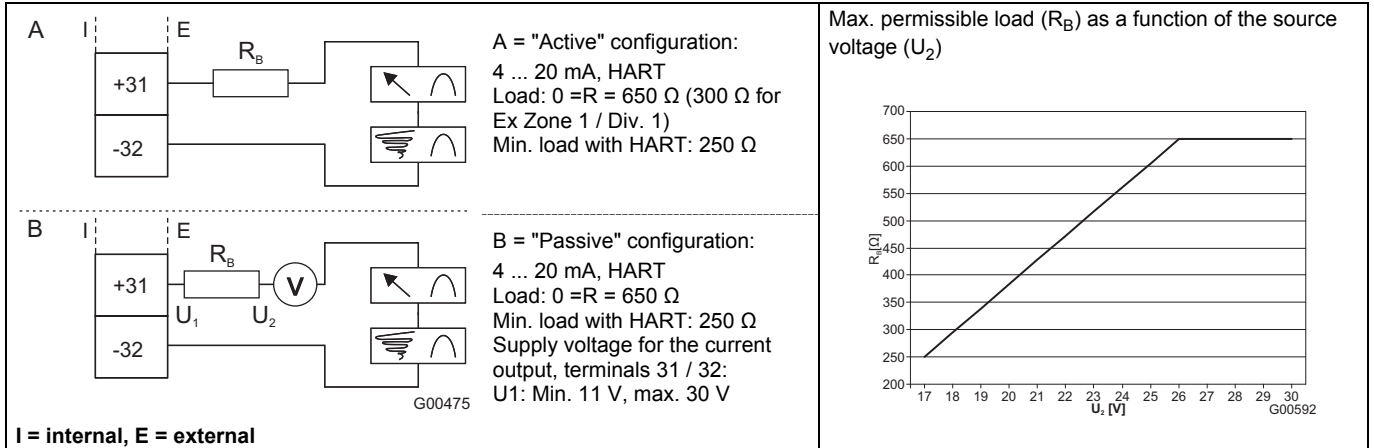 A
I
E
R_B
+31
-32
A = "Active" configuration:
4 ... 20 mA, HART
Load: 0 =R = 650 Ω (300 Ω for
Ex Zone 1 / Div. 1)
Min. load with HART: 250 Ω
B
I
E
R_B
+31
V
U_1
U_2
-32
G00475
B = "Passive" configuration:
4 ... 20 mA, HART
Load: 0 =R = 650 Ω
Min. load with HART: 250 Ω
Supply voltage for the current
output, terminals 31 / 32:
U1: Min. 11 V, max. 30 V
I = internal, E = external
Max. permissible load (R_B) as a function of the source
voltage (U_2)
700
650
600
550
500
450
400
350
300
250
200
R_B[Ω]
17 18 19 20 21 22 23 24 25 26 27 28 29 30
U_2 [V]
G00592